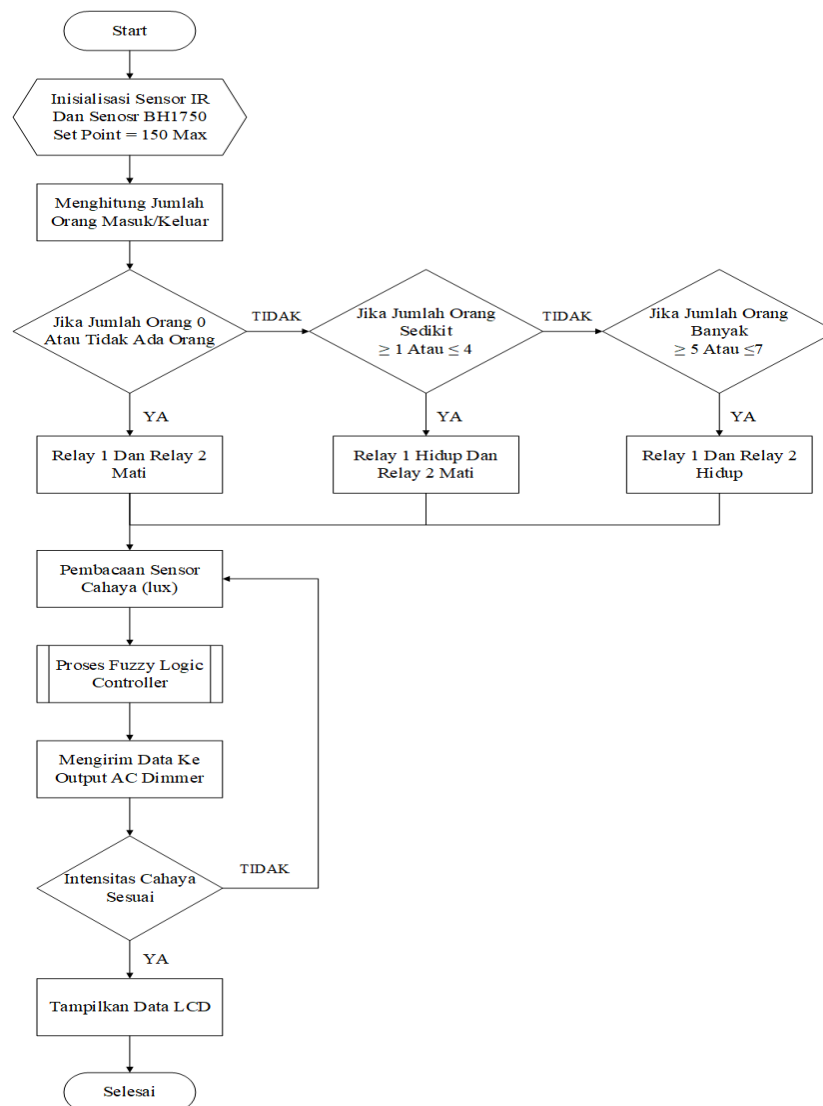 Start
Inisialisasi Sensor IR
Dan Senosr BH1750
Set Point = 150 Max
Menghitung Jumlah
Orang Masuk/Keluar
Jika Jumlah Orang 0
Atau Tidak Ada Orang
TIDAK
Jika Jumlah Orang
Sedikit
≥ 1 Atau ≤ 4
TIDAK
Jika Jumlah Orang
Banyak
≥ 5 Atau ≤7
YA
YA
YA
Relay 1 Dan Relay 2
Mati
Relay 1 Hidup Dan
Relay 2 Mati
Relay 1 Dan Relay 2
Hidup
Pembacaan Sensor
Cahaya (lux)
Proses Fuzzy Logic
Controller
Mengirim Data Ke
Output AC Dimmer
Intensitas Cahaya
Sesuai
TIDAK
YA
Tampilkan Data LCD
Selesai